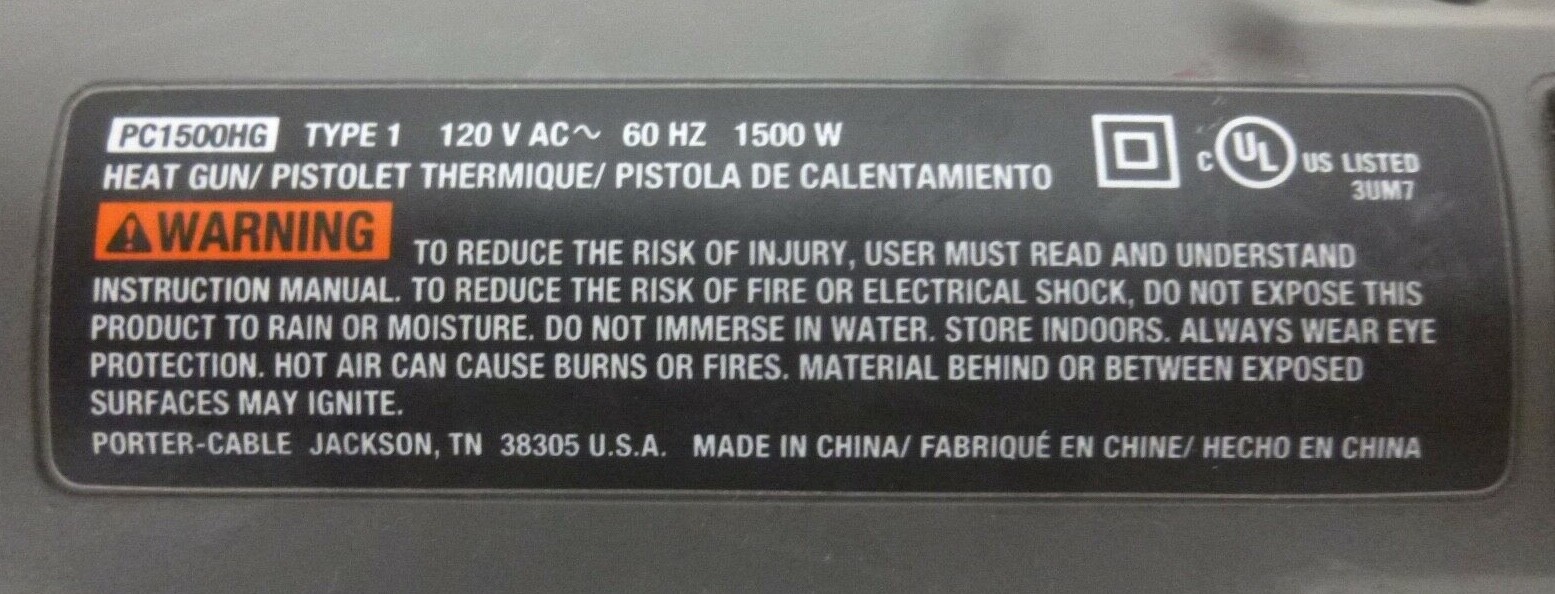 PC1500HG TYPE 1 120 V AC~ 60 HZ 1500 W
HEAT GUN/ PISTOLET THERMIQUE/ PISTOLA DE CALENTAMIENTO
C UL US LISTED
3UM7
WARNING TO REDUCE THE RISK OF INJURY, USER MUST READ AND UNDERSTAND
INSTRUCTION MANUAL. TO REDUCE THE RISK OF FIRE OR ELECTRICAL SHOCK, DO NOT EXPOSE THIS
PRODUCT TO RAIN OR MOISTURE. DO NOT IMMERSE IN WATER. STORE INDOORS. ALWAYS WEAR EYE
PROTECTION. HOT AIR CAN CAUSE BURNS OR FIRES. MATERIAL BEHIND OR BETWEEN EXPOSED
SURFACES MAY IGNITE.
PORTER-CABLE JACKSON, TN 38305 U.S.A. MADE IN CHINA/ FABRIQUÉ EN CHINE/ HECHO EN CHINA